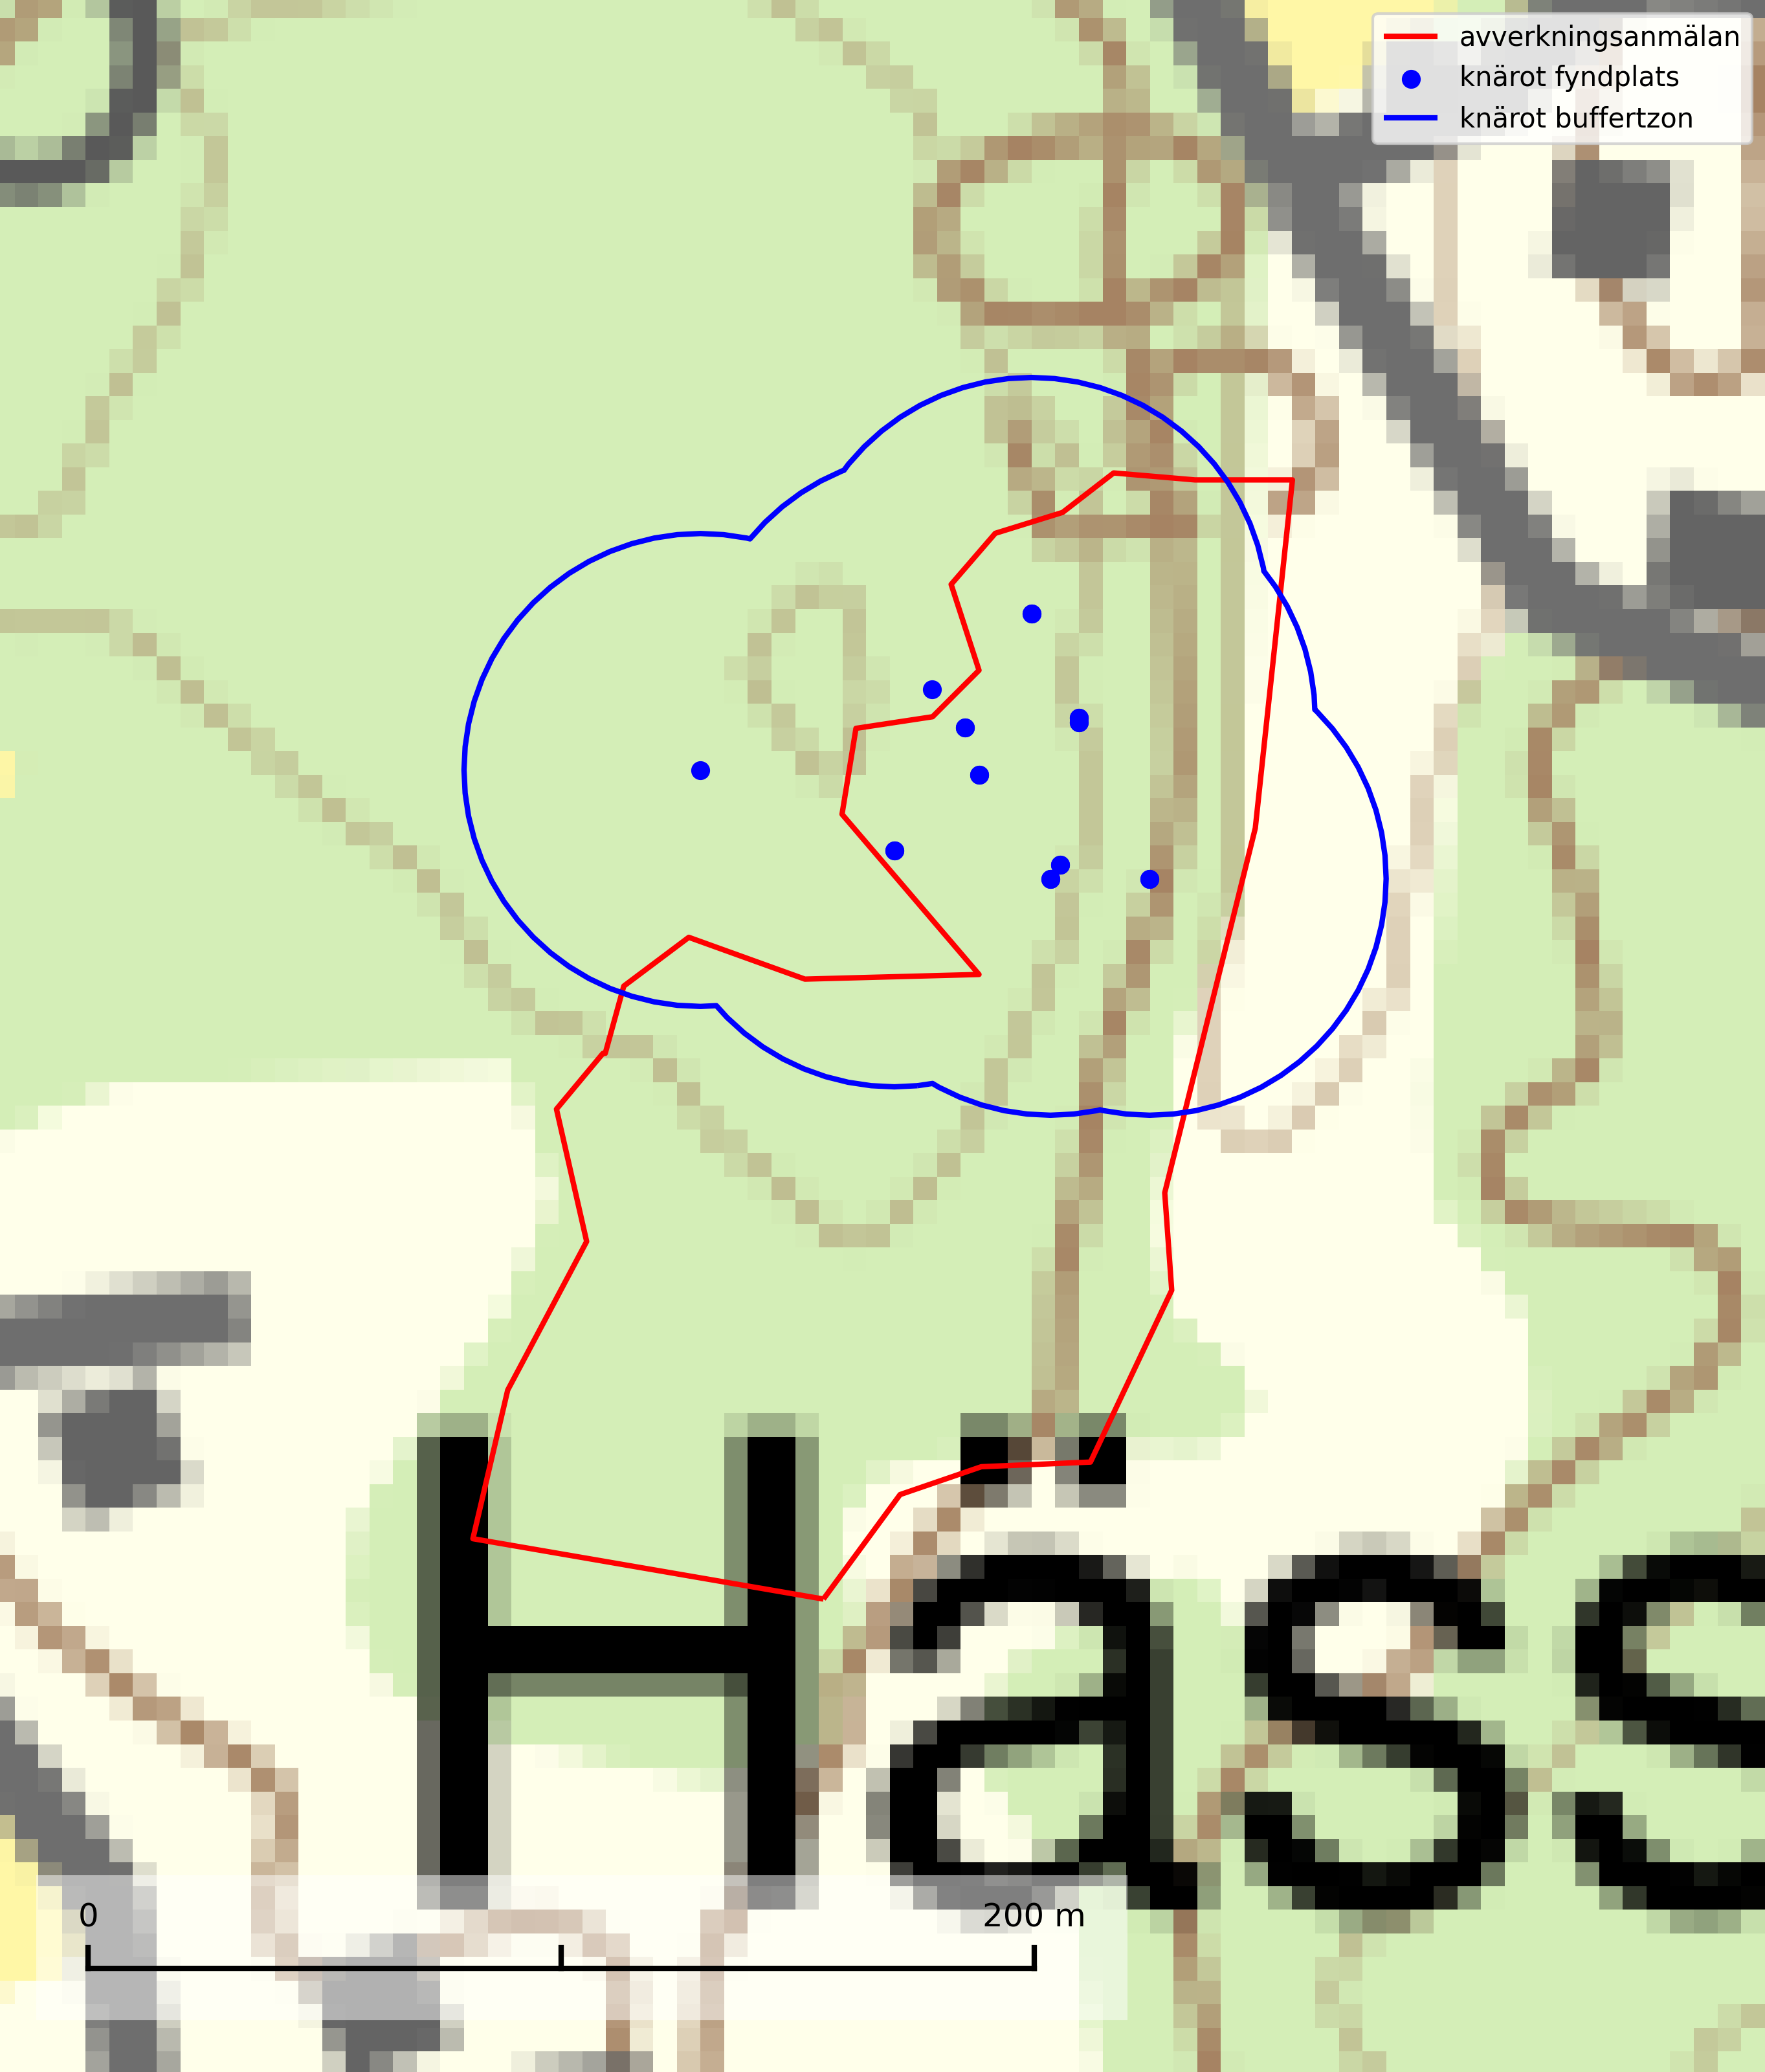 avverkningsanmälan
knärot fyndplats
knärot buffertzon
Häss
0
200 m